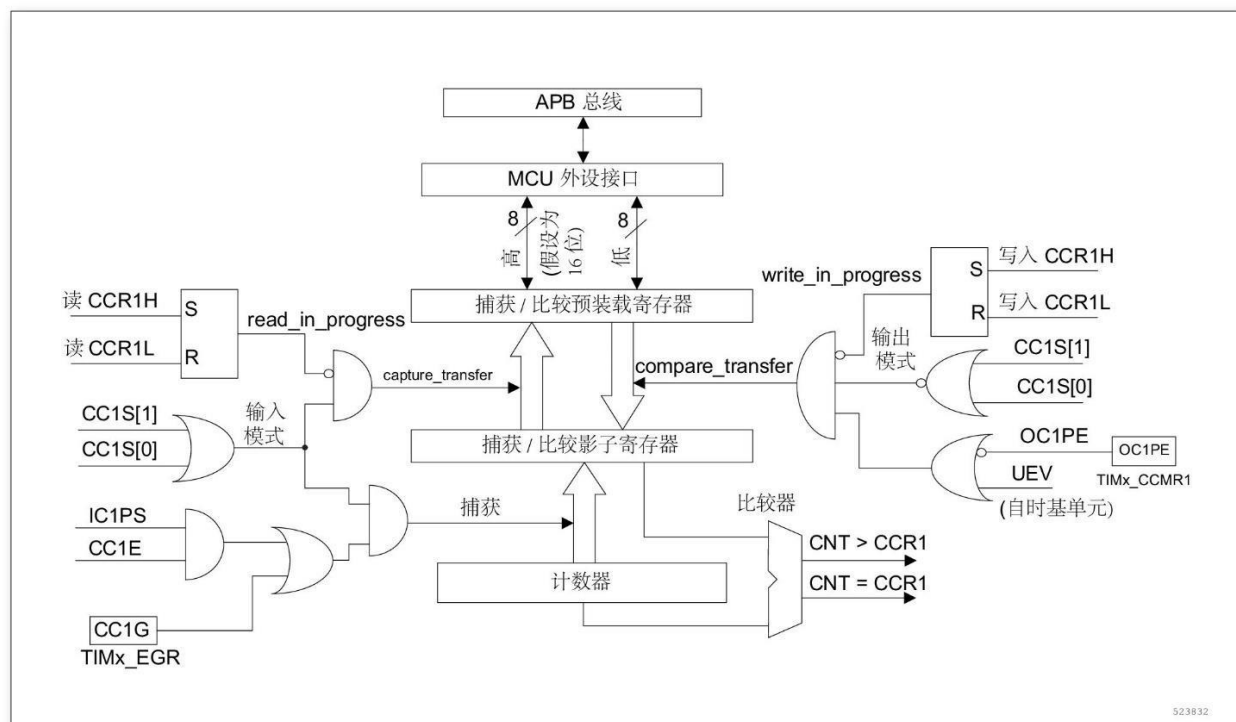 APB 总线
MCU 外设接口
8
8
高
(假设为
16 位)
低
捕获 / 比较预装载寄存器
读 CCR1H
读 CCR1L
S
R
read_in_progress
capture_transfer
CC1S[1]
CC1S[0]
输入
模式
捕获 / 比较影子寄存器
IC1PS
CC1E
CC1G
TIMx_EGR
捕获
计数器
write_in_progress
S
R
写入 CCR1H
写入 CCR1L
输出
模式
compare_transfer
CC1S[1]
CC1S[0]
OC1PE
OC1PE
UEV
TIMx_CCMR1
(自时基单元)
比较器
CNT > CCR1
CNT = CCR1
523832